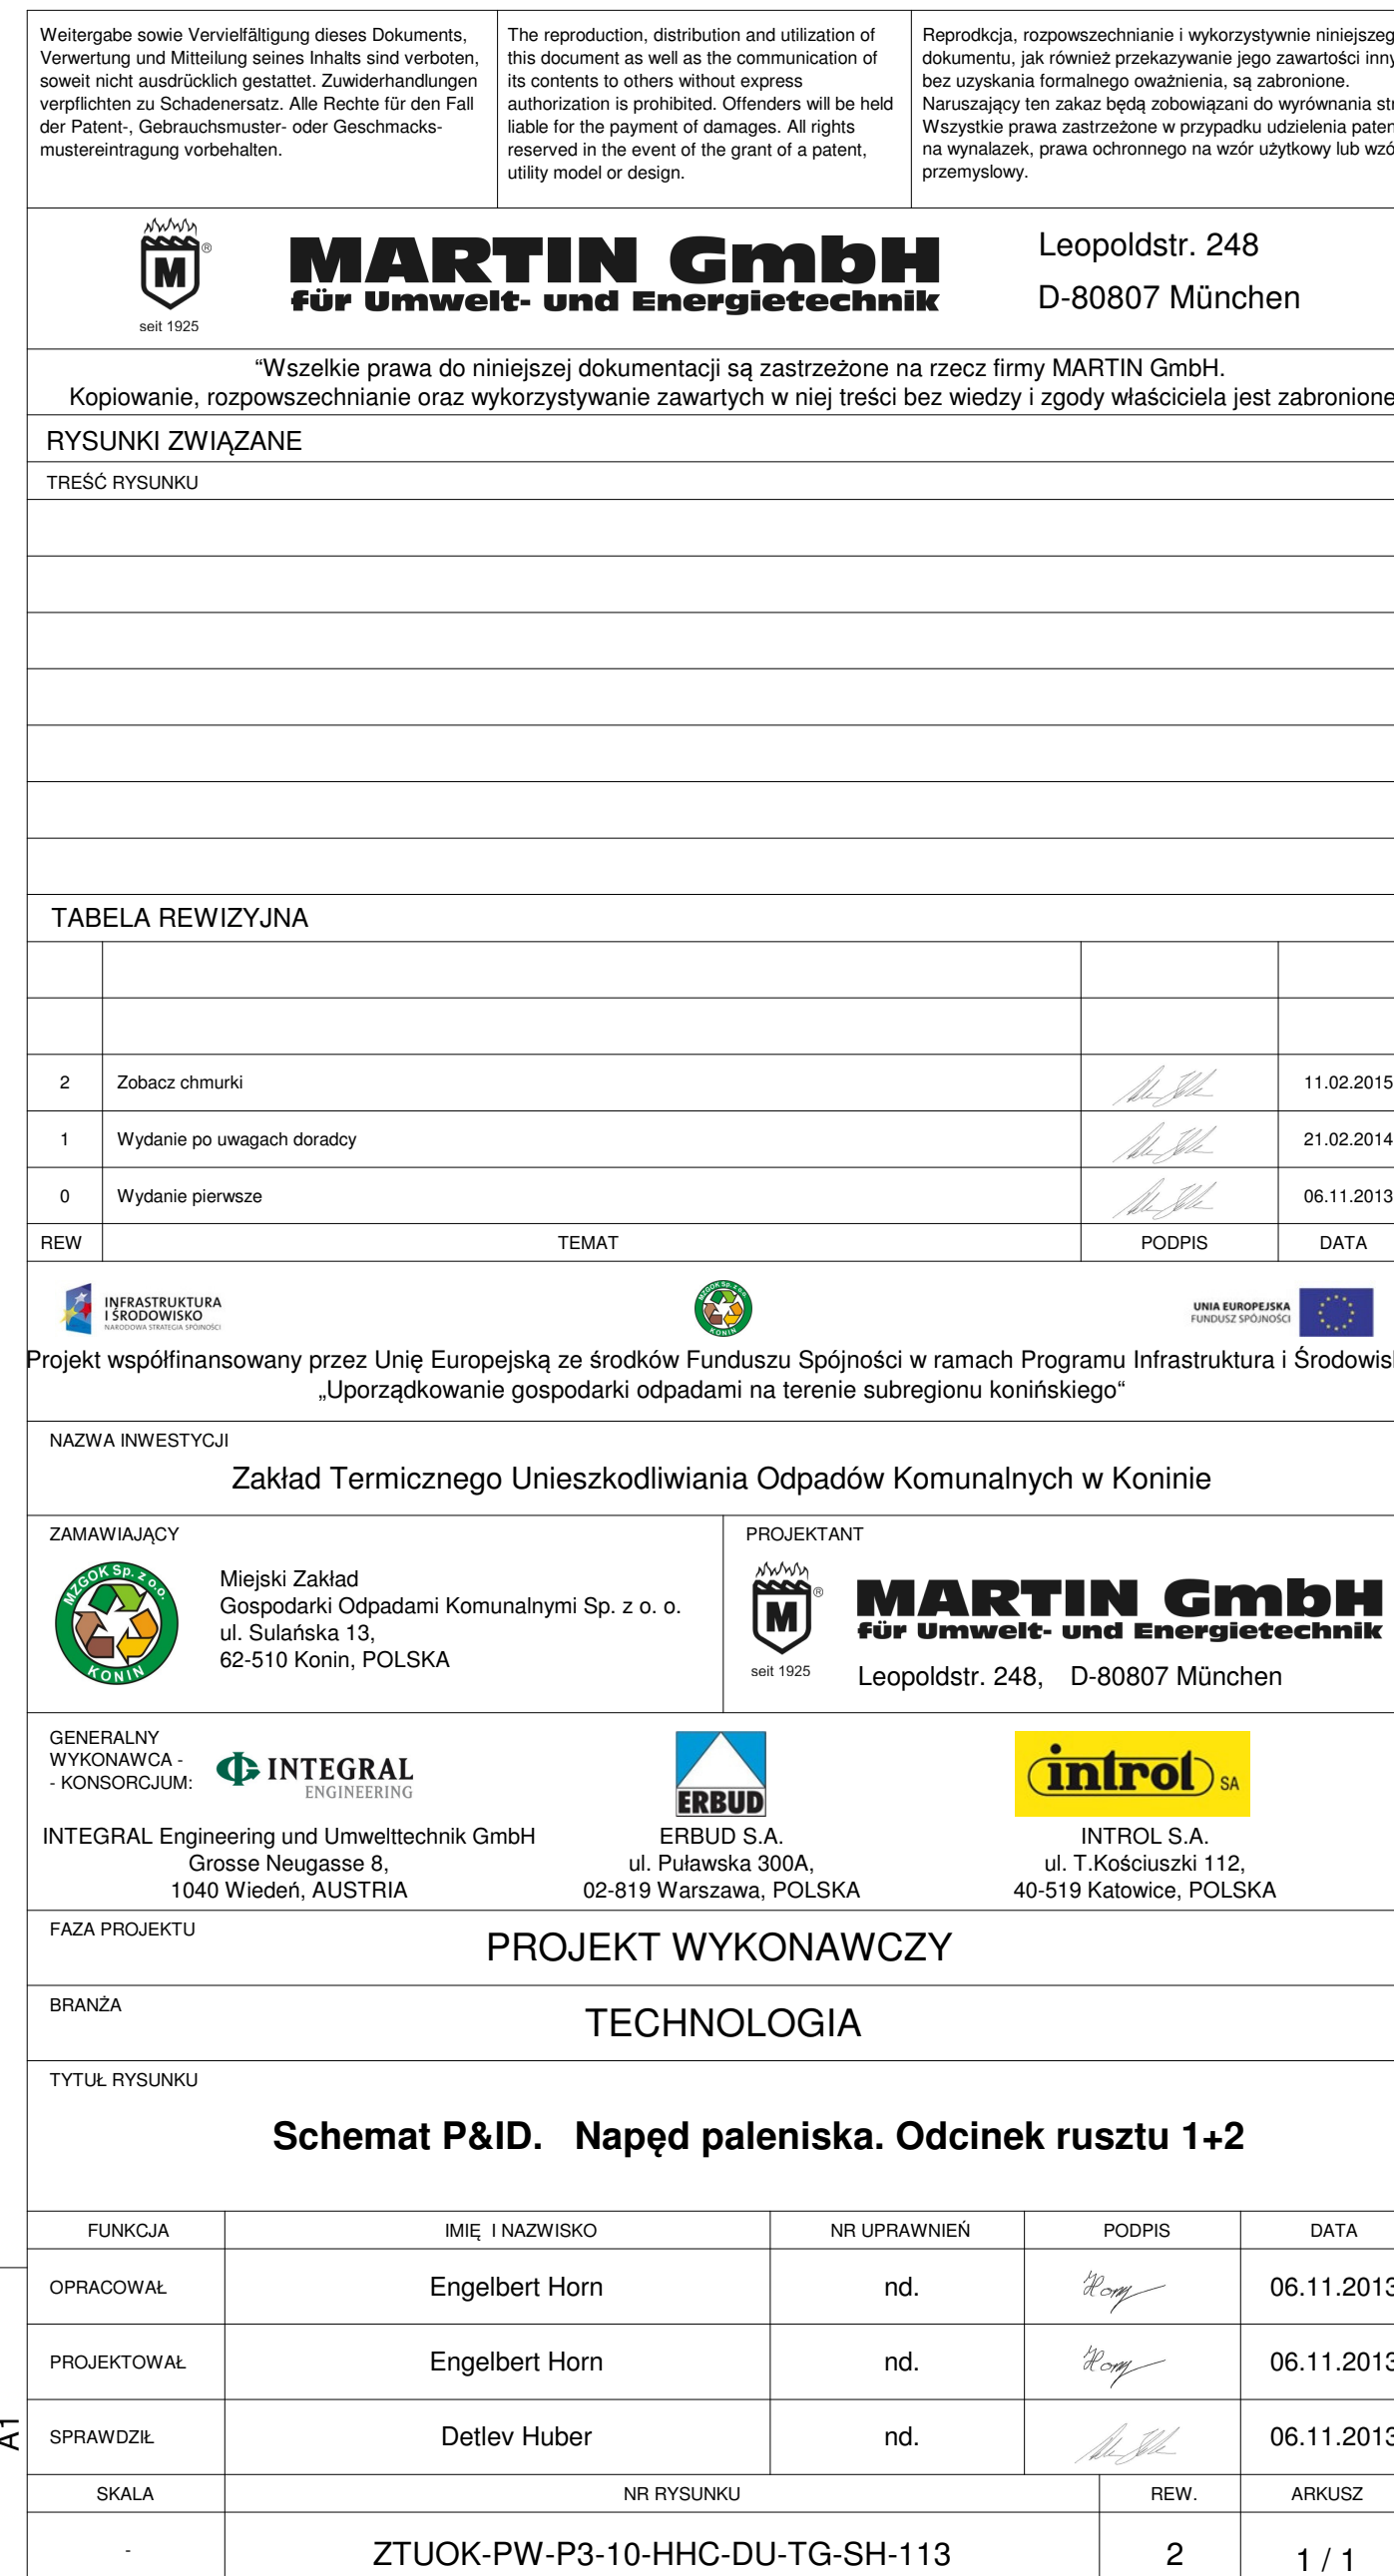 Weitergabe sowie Vervielfältigung dieses Dokuments,
Verwertung und Mitteilung seines Inhalts sind verboten,
soweit nicht ausdrücklich gestattet. Zuwiderhandlungen
verpflichten zu Schadenersatz. Alle Rechte für den Fall
der Patent-, Gebrauchsmuster- oder Geschmacks-
mustereintragung vorbehalten.
The reproduction, distribution and utilization of
this document as well as the communication of
its contents to others without express
authorization is prohibited. Offenders will be held
liable for the payment of damages. All rights
reserved in the event of the grant of a patent,
utility model or design.
Reprodkcja, rozpowszechnianie i wykorzystywnie niniejszeg
dokumentu, jak również przekazywanie jego zawartości inny
bez uzyskania formalnego oważnienia, są zabronione.
Naruszający ten zakaz będą zobowiązani do wyrównania str
Wszystkie prawa zastrzeżone w przypadku udzielenia paten
na wynalazek, prawa ochronnego na wzór użytkowy lub wzó
przemyslowy.
M ®
seit 1925
MARTIN GmbH
für Umwelt- und Energietechnik
Leopoldstr. 248
D-80807 München
“Wszelkie prawa do niniejszej dokumentacji są zastrzeżone na rzecz firmy MARTIN GmbH.
Kopiowanie, rozpowszechnianie oraz wykorzystywanie zawartych w niej treści bez wiedzy i zgody właściciela jest zabronione
RYSUNKI ZWIĄZANE
TREŚĆ RYSUNKU
TABELA REWIZYJNA
2 Zobacz chmurki 11.02.2015
1 Wydanie po uwagach doradcy 21.02.2014
0 Wydanie pierwsze 06.11.2013
REW TEMAT PODPIS DATA
INFRASTRUKTURA
I ŚRODOWISKO
NARODOWA STRATEGIA SPÓJNOŚCI
MZGOK Sp. z o.o.
KONIN
UNIA EUROPEJSKA
FUNDUSZ SPÓJNOŚCI
Projekt współfinansowany przez Unię Europejską ze środków Funduszu Spójności w ramach Programu Infrastruktura i Środowis
„Uporządkowanie gospodarki odpadami na terenie subregionu konińskiego“
NAZWA INWESTYCJI
Zakład Termicznego Unieszkodliwiania Odpadów Komunalnych w Koninie
ZAMAWIAJĄCY
MZGOK Sp. z o.o.
KONIN
Miejski Zakład
Gospodarki Odpadami Komunalnymi Sp. z o. o.
ul. Sulańska 13,
62-510 Konin, POLSKA
PROJEKTANT
M ®
seit 1925
MARTIN GmbH
für Umwelt- und Energietechnik
Leopoldstr. 248, D-80807 München
GENERALNY
WYKONAWCA -
- KONSORCJUM:
INTEGRAL
ENGINEERING
INTEGRAL Engineering und Umwelttechnik GmbH
Grosse Neugasse 8,
1040 Wiedeń, AUSTRIA
ERBUD
ERBUD S.A.
ul. Puławska 300A,
02-819 Warszawa, POLSKA
introl SA
INTROL S.A.
ul. T.Kościuszki 112,
40-519 Katowice, POLSKA
FAZA PROJEKTU
PROJEKT WYKONAWCZY
BRANŻA
TECHNOLOGIA
TYTUŁ RYSUNKU
Schemat P&ID. Napęd paleniska. Odcinek rusztu 1+2
FUNKCJA IMIĘ I NAZWISKO NR UPRAWNIEŃ PODPIS DATA
OPRACOWAŁ Engelbert Horn nd. 06.11.2013
PROJEKTOWAŁ Engelbert Horn nd. 06.11.2013
SPRAWDZIŁ Detlev Huber nd. 06.11.2013
A1
SKALA NR RYSUNKU REW. ARKUSZ
- ZTUOK-PW-P3-10-HHC-DU-TG-SH-113 2 1 / 1